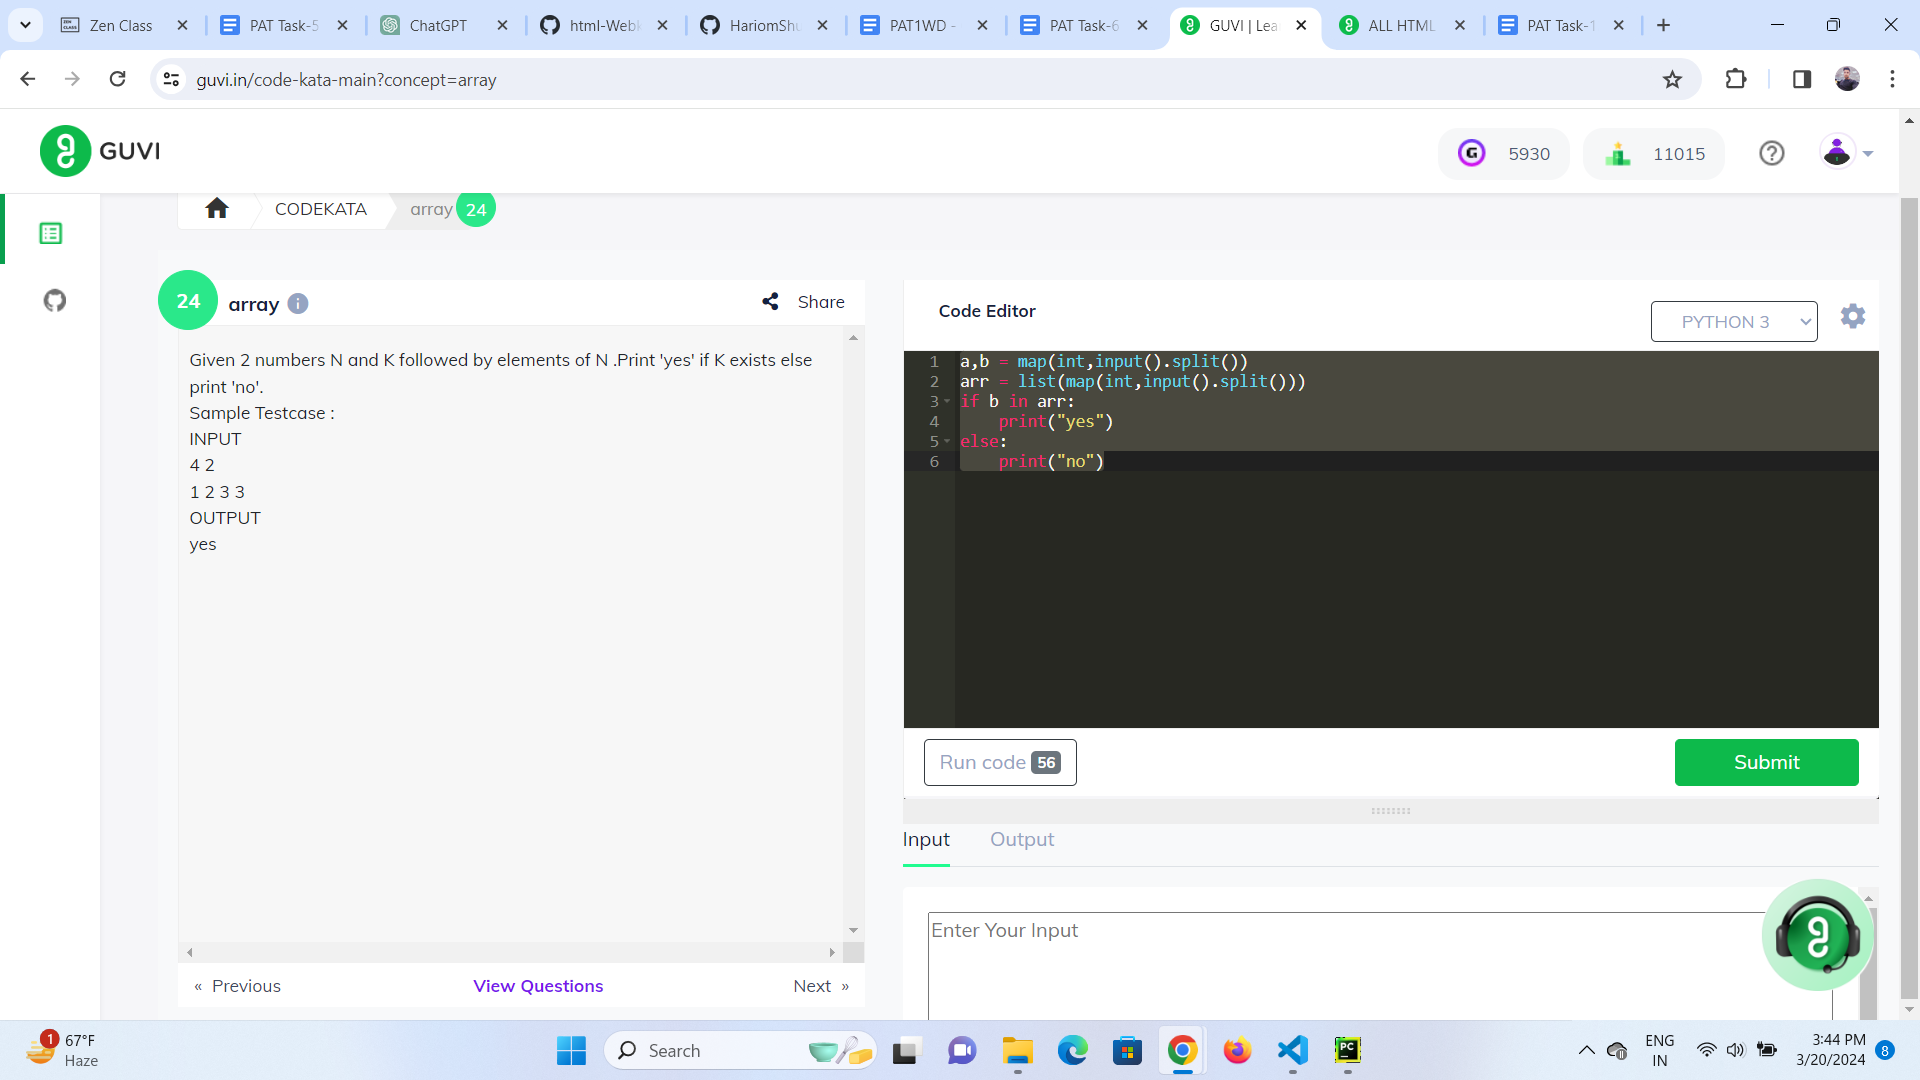 Zen Class
PAT Task-5
ChatGPT
html-Webk
HariomShu
PAT1WD -
PAT Task-6
GUVI | Lea
ALL HTML
PAT Task-1
guvi.in/code-kata-main?concept=array
GUVI
5930
11015
CODEKATA
array 24
24
array
Share
Given 2 numbers N and K followed by elements of N .Print 'yes' if K exists else
print 'no'.
Sample Testcase :
INPUT
4 2
1 2 3 3
OUTPUT
yes
« Previous
View Questions
Next »
Code Editor
PYTHON 3
1 a,b = map(int,input().split())
2 arr = list(map(int,input().split()))
3 if b in arr:
4     print("yes")
5 else:
6     print("no")
Run code 56
Submit
Input
Output
Enter Your Input
1
67°F
Haze
Search
PC
ENG
IN
3:44 PM
3/20/2024
8